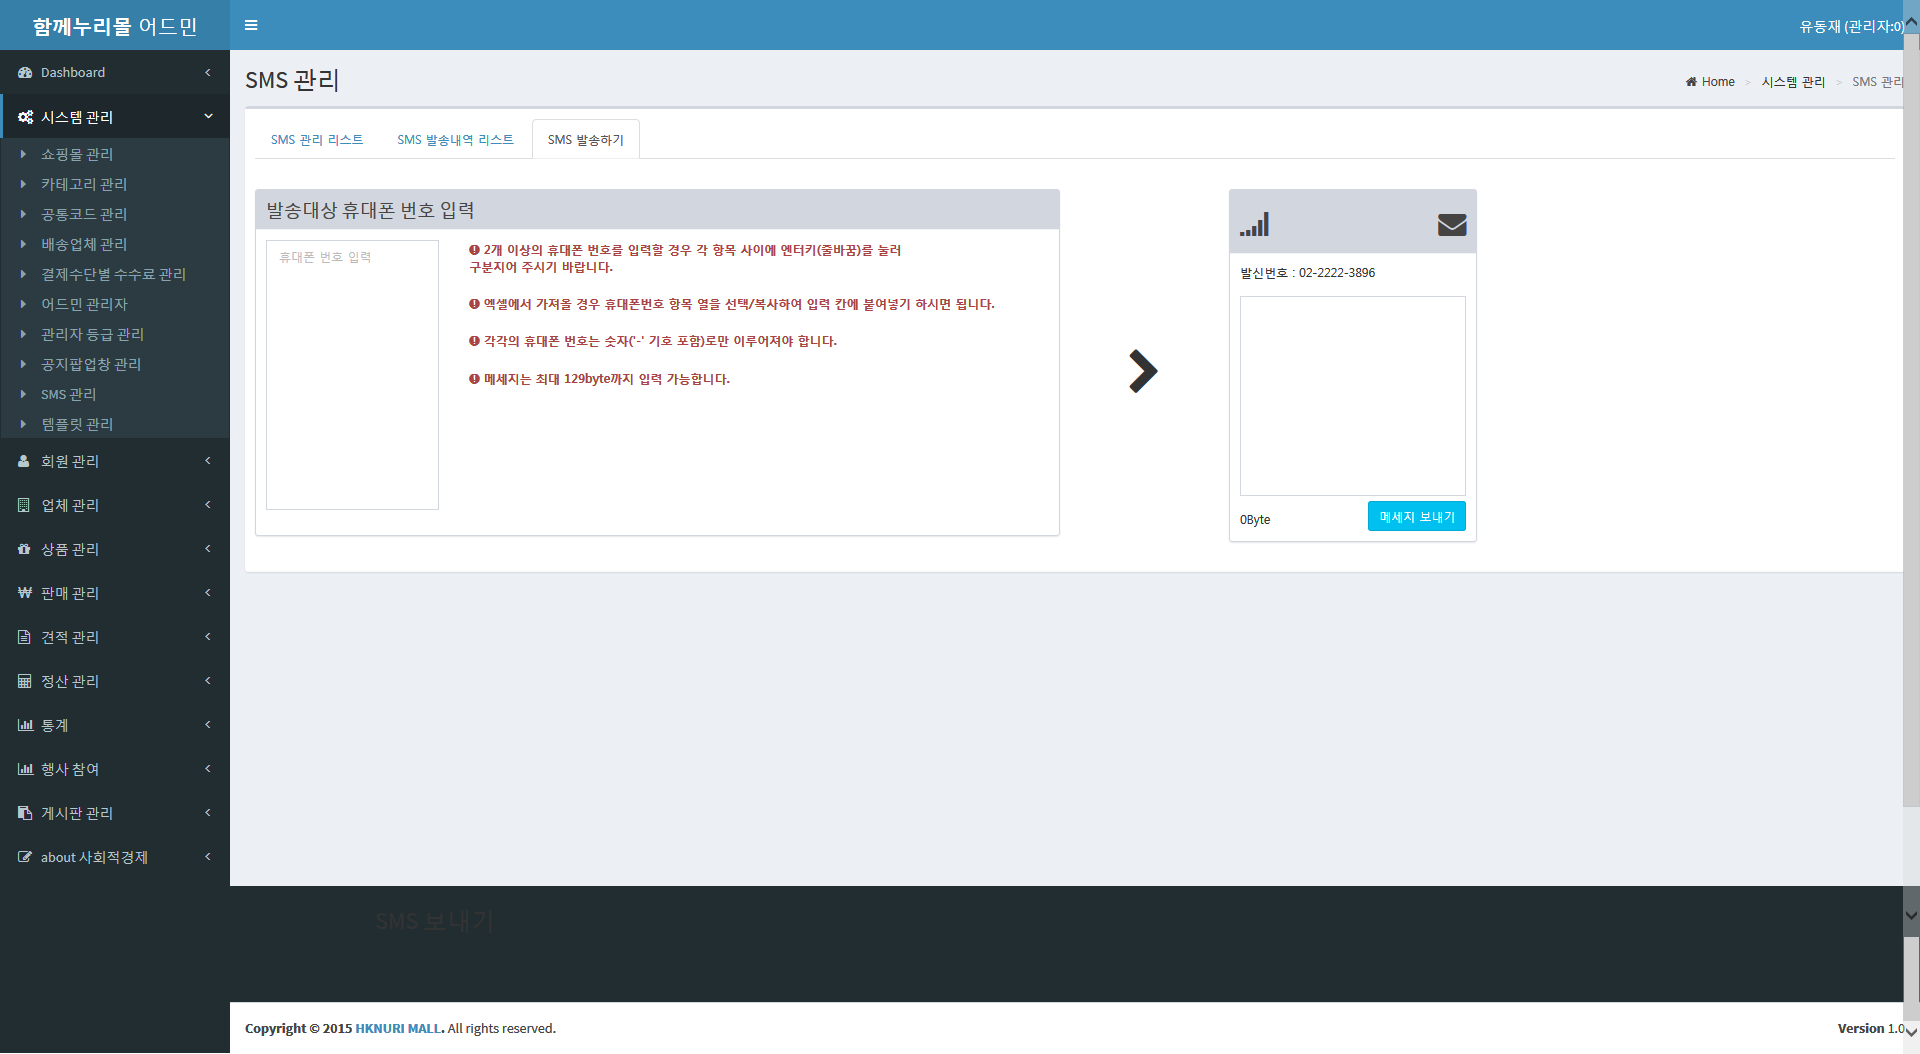 함께누리몰 어드민
유동재 (관리자:0)
Dashboard
시스템 관리
쇼핑몰 관리
카테고리 관리
공통코드 관리
배송업체 관리
결제수단별 수수료 관리
어드민 관리자
관리자 등급 관리
공지팝업창 관리
SMS 관리
템플릿 관리
회원 관리
업체 관리
상품 관리
판매 관리
견적 관리
정산 관리
통계
행사 참여
게시판 관리
about 사회적경제
SMS 관리
Home > 시스템 관리 > SMS 관리
SMS 관리 리스트
SMS 발송내역 리스트
SMS 발송하기
발송대상 휴대폰 번호 입력
휴대폰 번호 입력
2개 이상의 휴대폰 번호를 입력할 경우 각 항목 사이에 엔터키(줄바꿈)를 눌러
구분지어 주시기 바랍니다.
액셀에서 가져올 경우 휴대폰번호 항목 열을 선택/복사하여 입력 칸에 붙여넣기 하시면 됩니다.
각각의 휴대폰 번호는 숫자('-' 기호 포함)로만 이루어져야 합니다.
메세지는 최대 129byte까지 입력 가능합니다.
발신번호 : 02-2222-3896
0Byte
메세지 보내기
SMS 보내기
Copyright © 2015 HKNURI MALL. All rights reserved.
Version 1.0